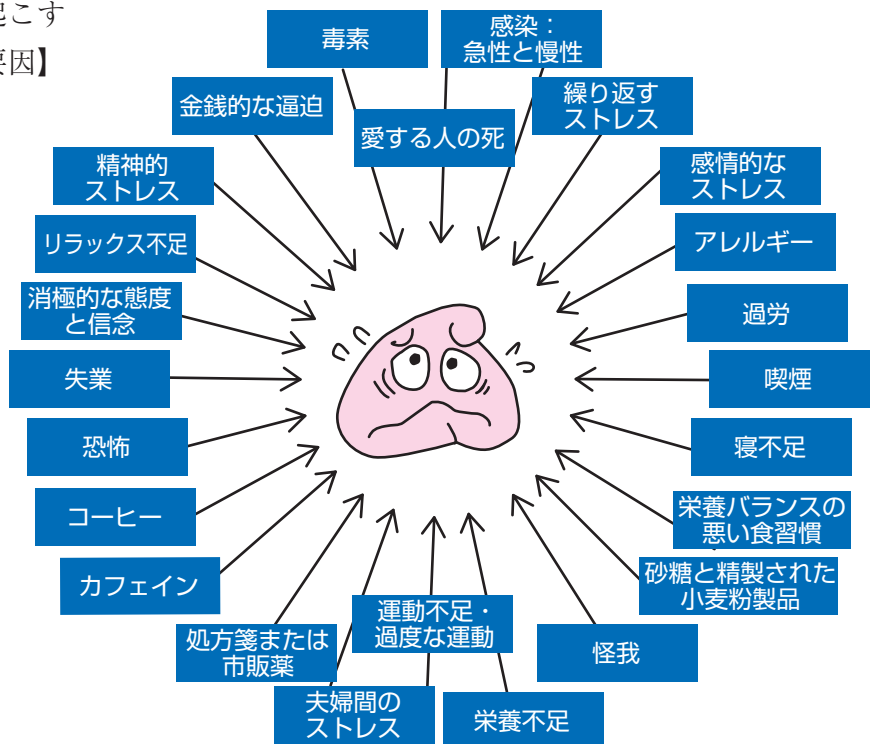 起こす
要因】
毒素
感染：
急性と慢性
金銭的な逼迫
愛する人の死
繰り返す
ストレス
精神的
ストレス
感情的な
ストレス
リラックス不足
アレルギー
消極的な態度
と信念
過労
失業
喫煙
恐怖
寝不足
コーヒー
栄養バランスの
悪い食習慣
カフェイン
砂糖と精製された
小麦粉製品
処方箋または
市販薬
運動不足・
過度な運動
怪我
夫婦間の
ストレス
栄養不足